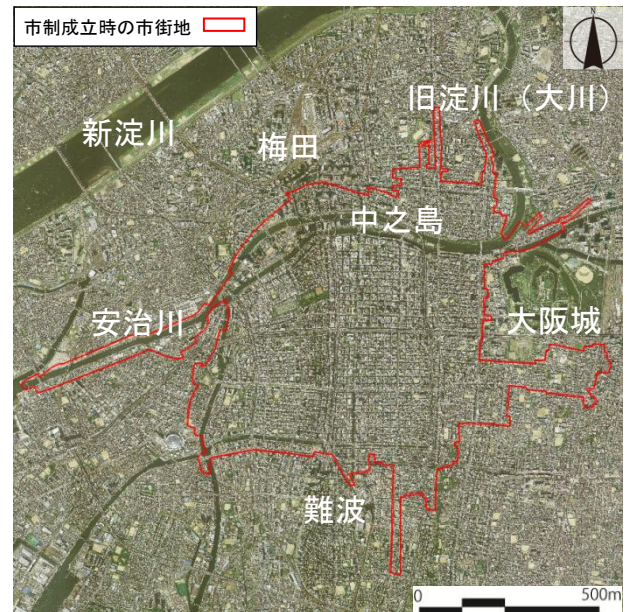 市制成立時の市街地
N
旧淀川（大川）
新淀川
梅田
中之島
安治川
大阪城
難波
0 500m